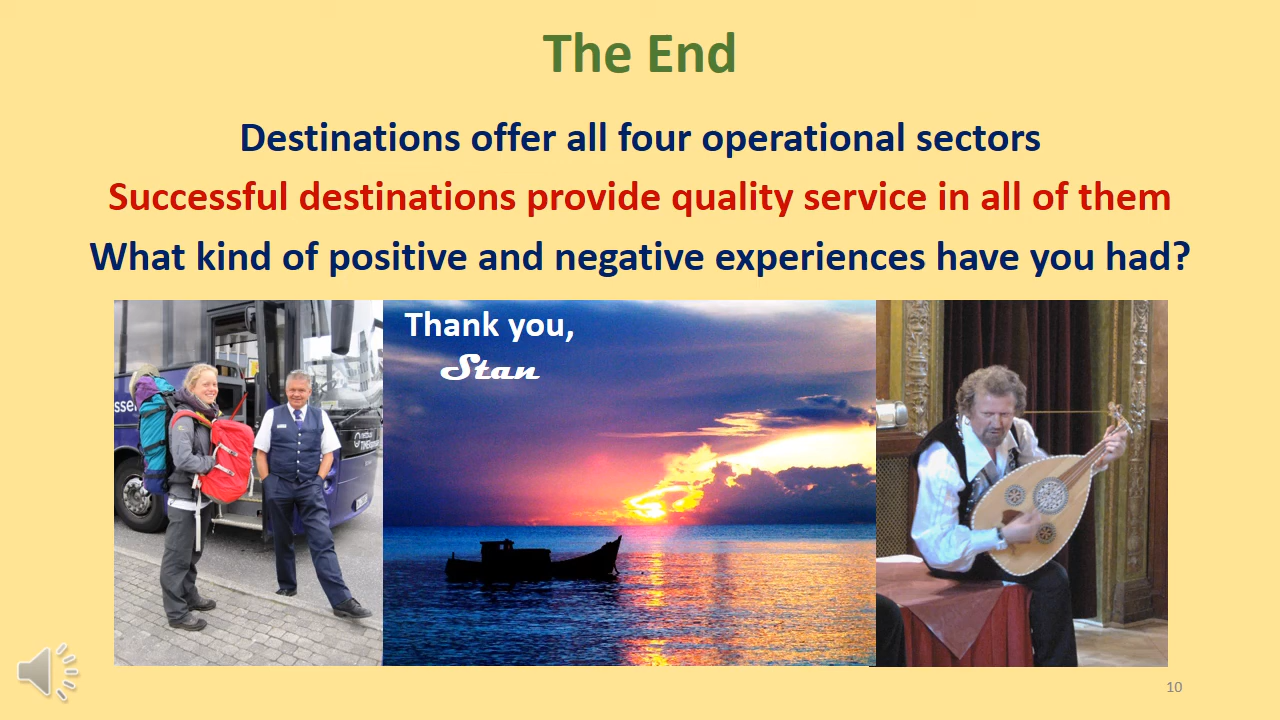 The End
Destinations offer all four operational sectors
Successful destinations provide quality service in all of them
What kind of positive and negative experiences have you had?
Thank you,
Stan
10